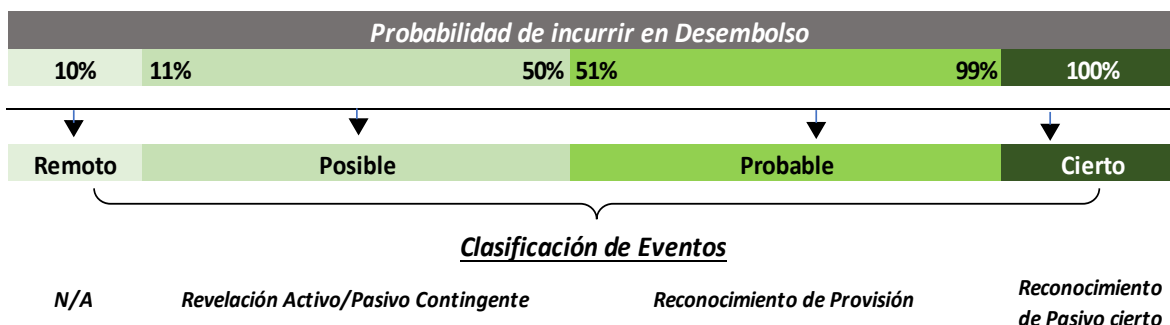 Probabilidad de incurrir en Desembolso
10% 11% 50% 51% 99% 100%
Remoto Posible Probable Cierto
Clasificación de Eventos
N/A Revelación Activo/Pasivo Contingente Reconocimiento de Provisión Reconocimiento
de Pasivo cierto